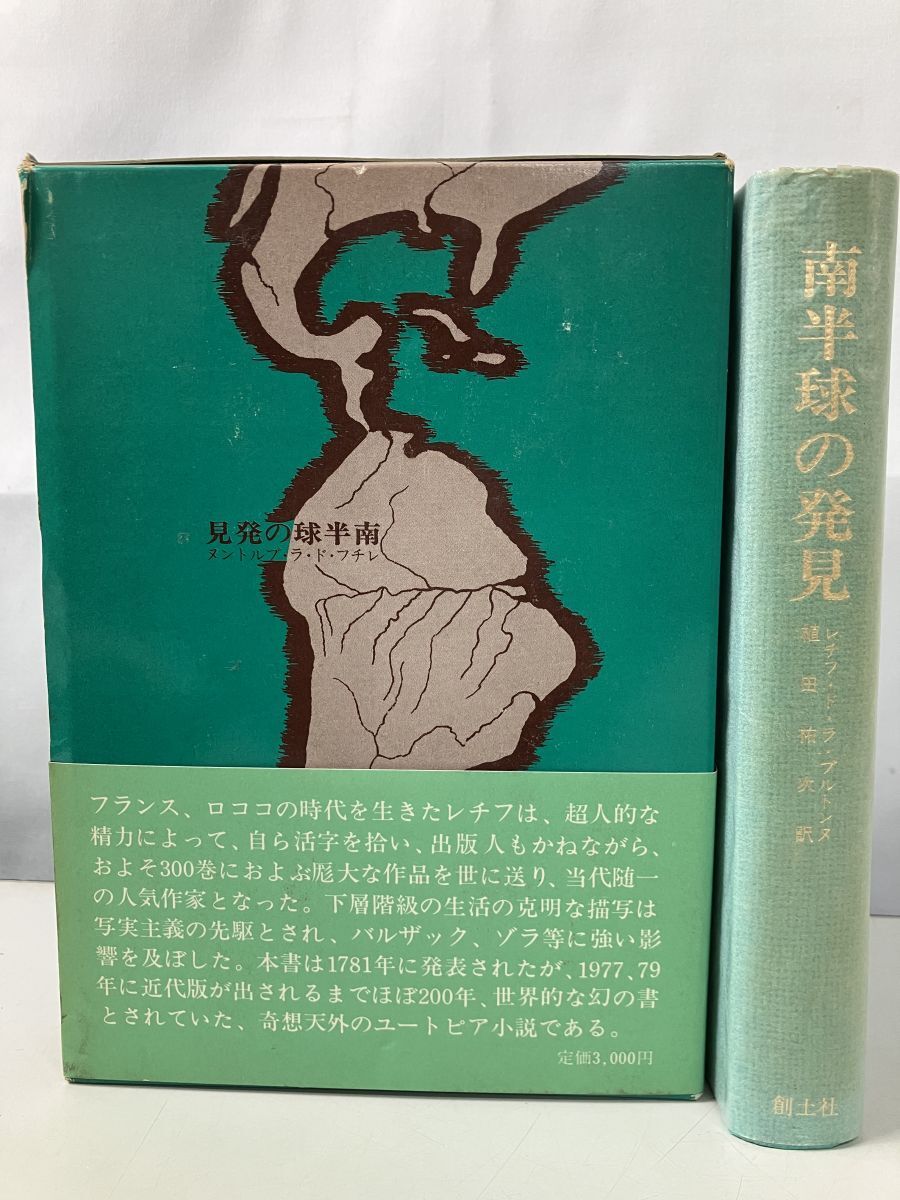 南半球の発見
レチフ・ド・ラ・ブルトンヌ
フランス、ロココの時代を生きたレチフは、超人的な
精力によって、自ら活字を拾い、出版人もかねながら、
およそ300巻におよぶ厖大な作品を世に送り、当代随一
の人気作家となった。下層階級の生活の克明な描写は
写実主義の先駆とされ、バルザック、ゾラ等に強い影
響を及ぼした。本書は1781年に発表されたが、1977、79
年に近代版が出されるまでほぼ200年、世界的な幻の書
とされていた、奇想天外のユートピア小説である。
定価3,000円
南半球の発見
レチフ・ド・ラ・ブルトンヌ
植田祐次訳
創土社